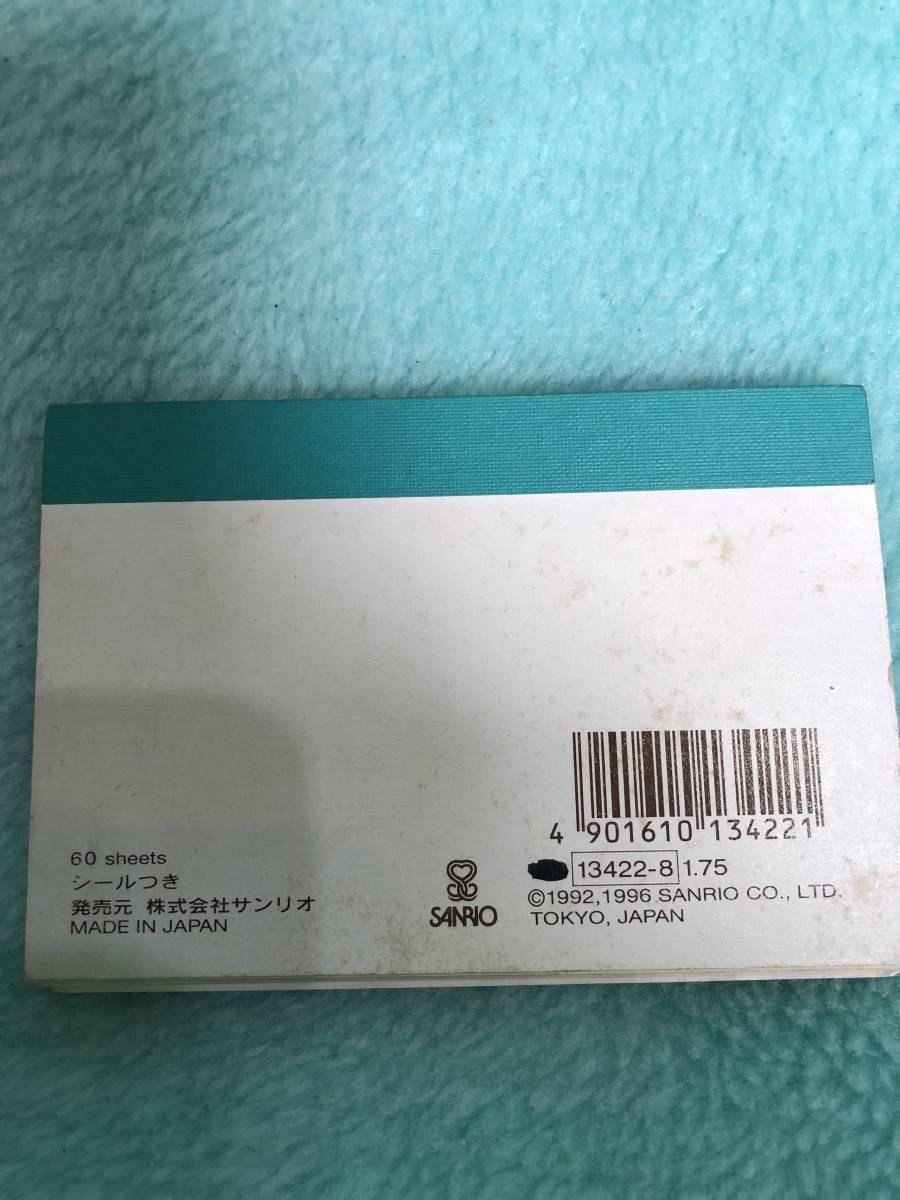 4 901610 134221
60 sheets
シールつき
発売元 株式会社サンリオ
MADE IN JAPAN
SANRIO
13422-8 1.75
©1992,1996 SANRIO CO., LTD.
TOKYO, JAPAN